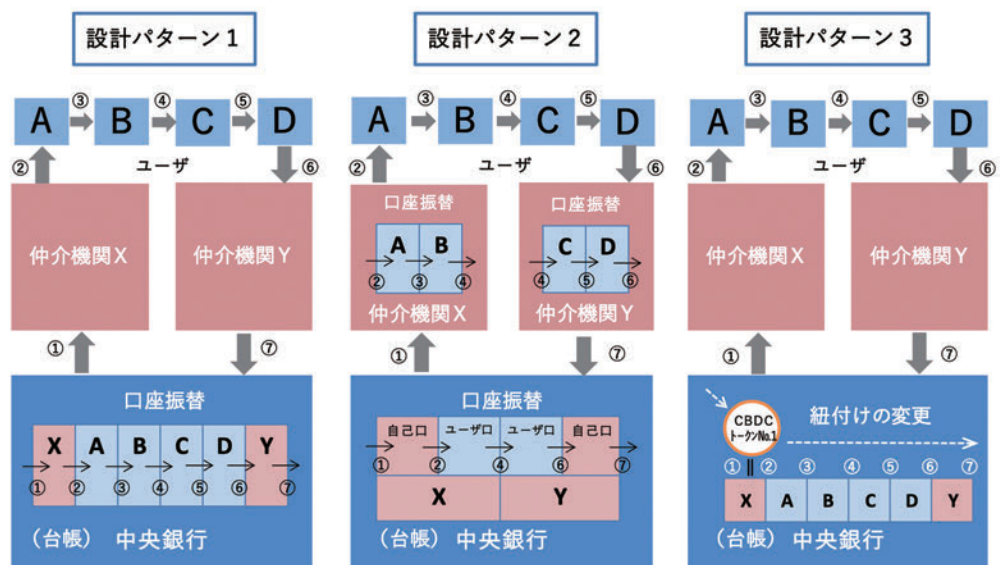 設計パターン1
③ ④ ⑤
A B C D
② ユーザ ⑥
仲介機関X 仲介機関Y
① ⑦
口座振替
X A B C D Y
① ② ③ ④ ⑤ ⑥ ⑦
(台帳) 中央銀行
設計パターン2
③ ④ ⑤
A B C D
② ユーザ ⑥
口座振替 口座振替
A B C D
② ③ ④ ④ ⑤ ⑥
仲介機関X 仲介機関Y
① ⑦
口座振替
自己口 ユーザ口 ユーザ口 自己口
① ② ④ ⑥ ⑦
X Y
(台帳) 中央銀行
設計パターン3
③ ④ ⑤
A B C D
② ユーザ ⑥
仲介機関X 仲介機関Y
① ⑦
CBDC
トークンNo.1
紐付けの変更
① ② ③ ④ ⑤ ⑥ ⑦
X A B C D Y
(台帳) 中央銀行